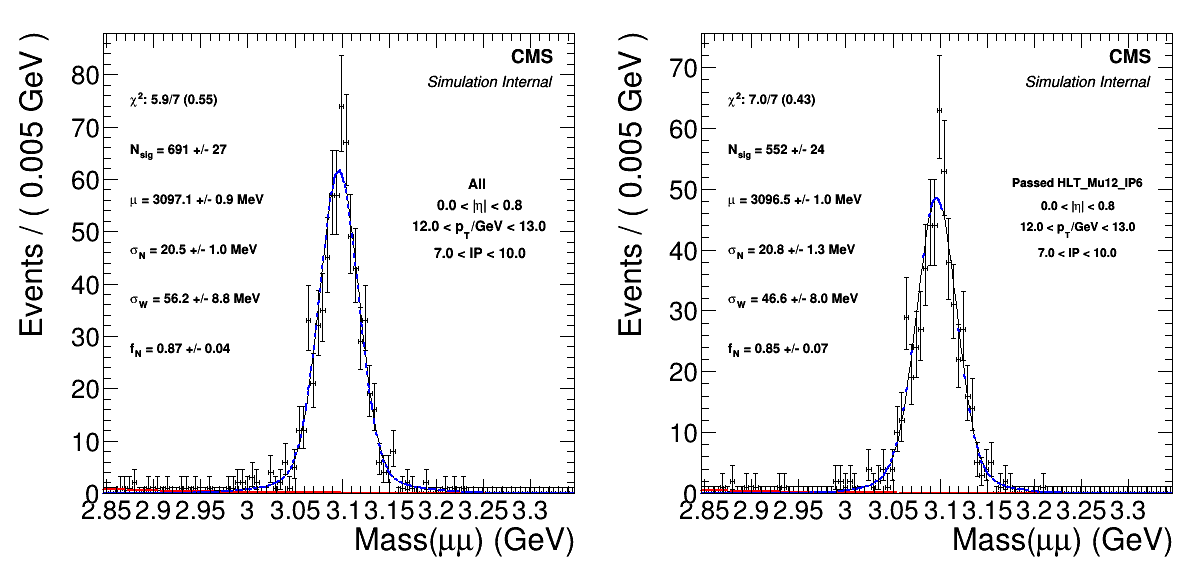 CMS
Simulation Internal
χ²: 5.9/7 (0.55)
N_sig = 691 +/- 27
μ = 3097.1 +/- 0.9 MeV
σ_N = 20.5 +/- 1.0 MeV
σ_W = 56.2 +/- 8.8 MeV
f_N = 0.87 +/- 0.04
All
0.0 < |η| < 0.8
12.0 < p_T/GeV < 13.0
7.0 < IP < 10.0
Events / ( 0.005 GeV )
80
70
60
50
40
30
20
10
0
2.85 2.9 2.95 3 3.05 3.1 3.15 3.2 3.25 3.3
Mass(μμ) (GeV)
CMS
Simulation Internal
χ²: 7.0/7 (0.43)
N_sig = 552 +/- 24
μ = 3096.5 +/- 1.0 MeV
σ_N = 20.8 +/- 1.3 MeV
σ_W = 46.6 +/- 8.0 MeV
f_N = 0.85 +/- 0.07
Passed HLT_Mu12_IP6
0.0 < |η| < 0.8
12.0 < p_T/GeV < 13.0
7.0 < IP < 10.0
Events / ( 0.005 GeV )
70
60
50
40
30
20
10
0
2.85 2.9 2.95 3 3.05 3.1 3.15 3.2 3.25 3.3
Mass(μμ) (GeV)